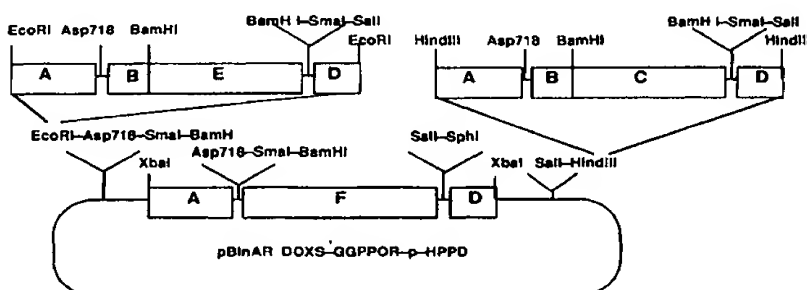 BamH I–SmaI–SalI
EcoRI Asp718 BamHI EcoRI
A B E D
BamH I–SmaI–SalI
HindIII Asp718 BamHI HindIII
A B C D
EcoRI–Asp718–SmaI–BamH
Asp718–SmaI–BamHI
SalI–SphI
XbaI
XbaI
SalI–HindIII
A F D
pBinAR DOXS–GGPPOR–p–HPPD